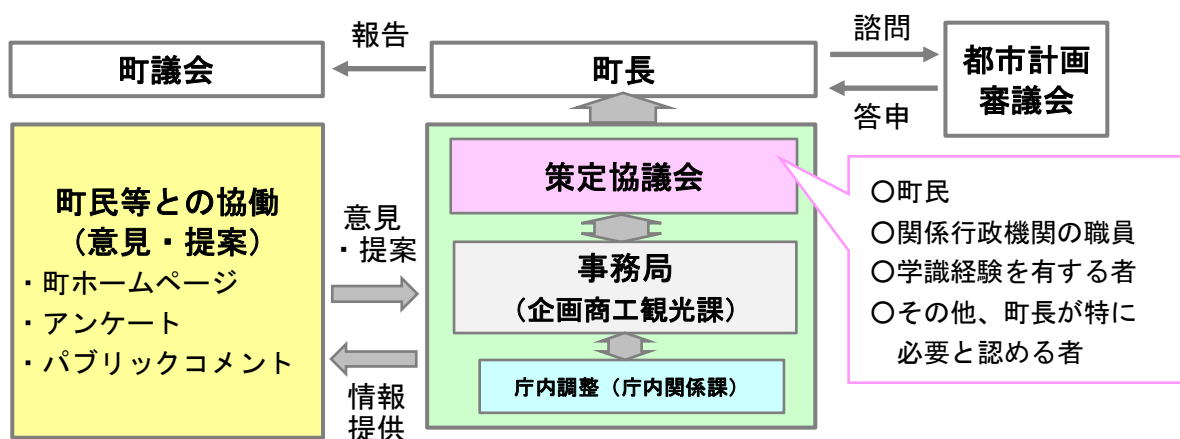 報告
諮問
町議会
町長
都市計画
審議会
答申
町民等との協働
（意見・提案）
・町ホームページ
・アンケート
・パブリックコメント
意見
・提案
情報
提供
策定協議会
事務局
（企画商工観光課）
庁内調整（庁内関係課）
○町民
○関係行政機関の職員
○学識経験を有する者
○その他、町長が特に
必要と認める者